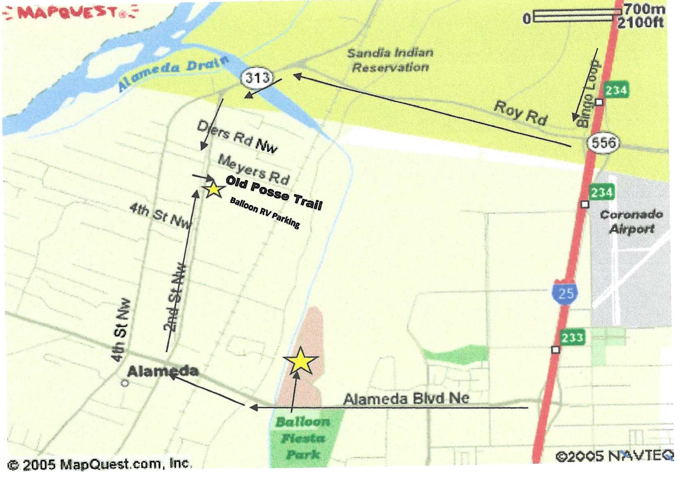 MAPQUEST
0 700m
2100ft
Sandia Indian
Reservation
Alameda Drain
313
Bingo Loop
234
Roy Rd
556
Diers Rd Nw
Meyers Rd
Old Posse Trail
Balloon RV Parking
234
4th St Nw
Coronado
Airport
25
2nd St Nw
4th St Nw
233
Alameda
Alameda Blvd Ne
Balloon
Fiesta
Park
© 2005 MapQuest.com, Inc.
©2005 NAVTEQ